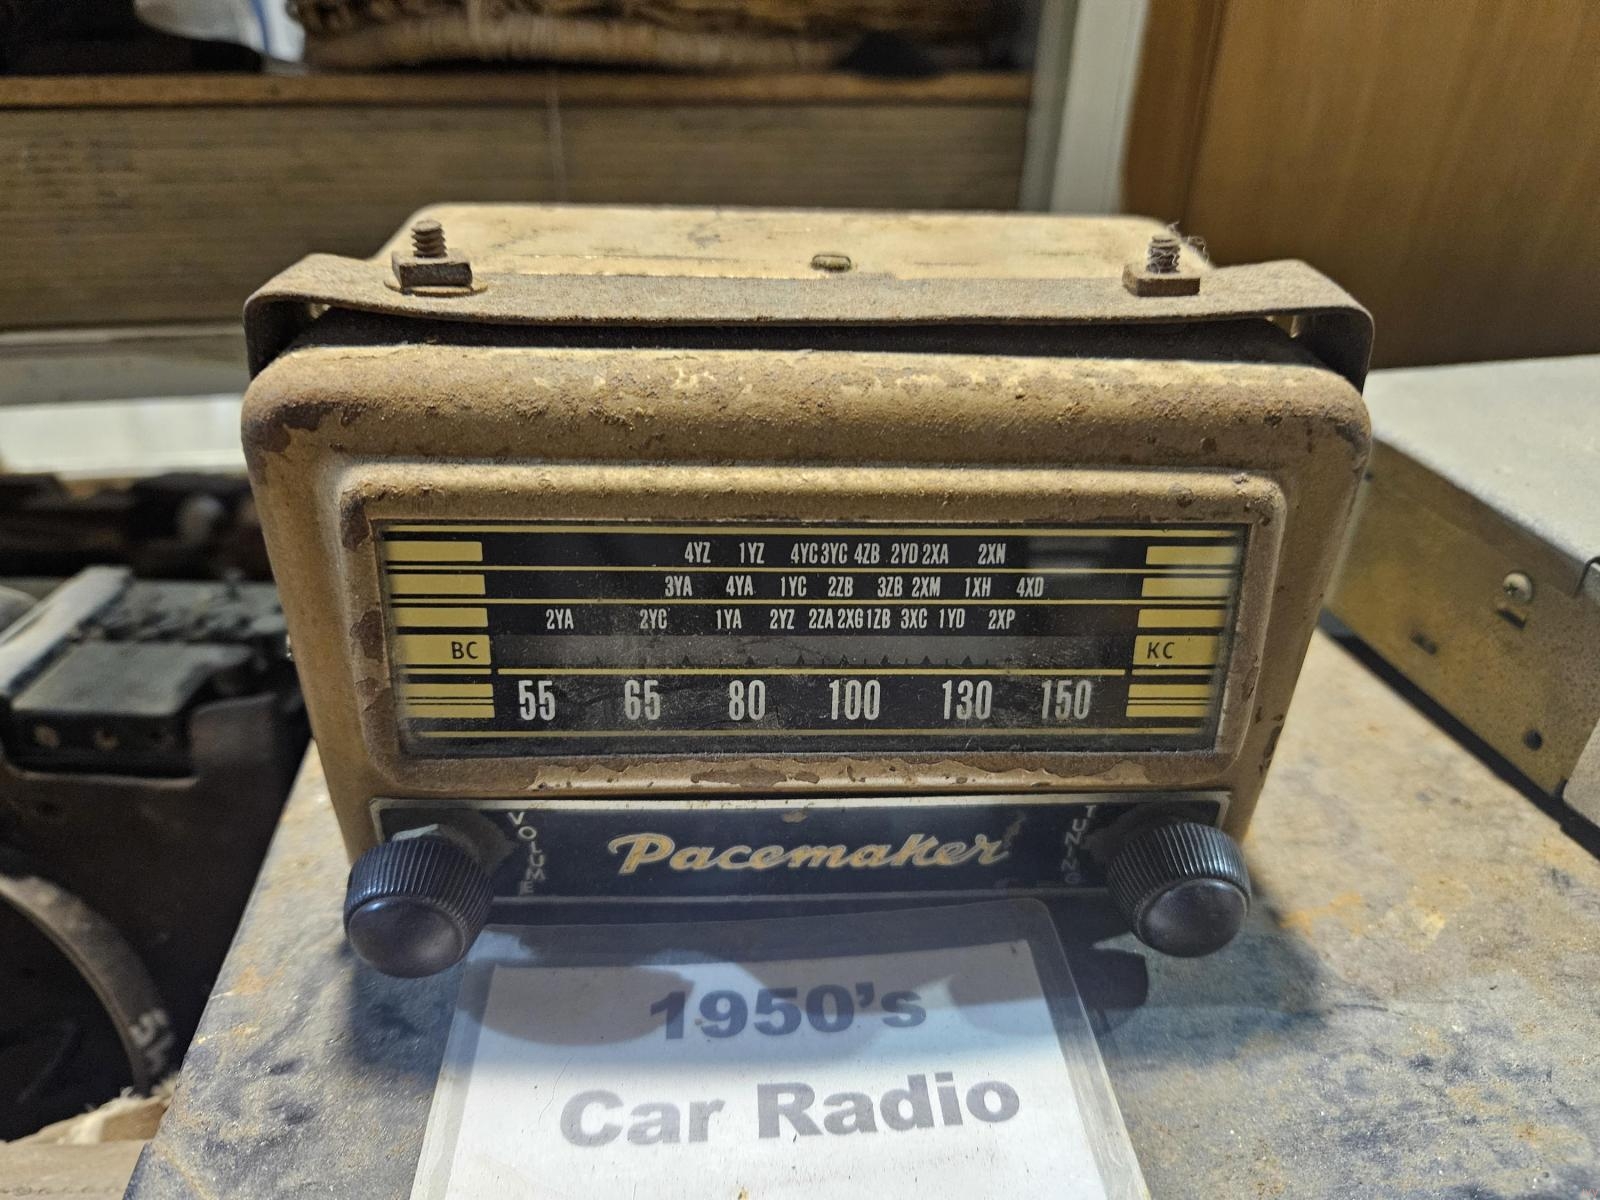 4YZ 1YZ 4YC 3YC 4ZB 2YD 2XA 2XN
3YA 4YA 1YC 2ZB 3ZB 2XM 1XH 4XD
2YA 2YC 1YA 2YZ 2ZA 2XG 1ZB 3XC 1YD 2XP
BC KC
55 65 80 100 130 150
VOLUME Pacemaker TUNING
1950's
Car Radio
54